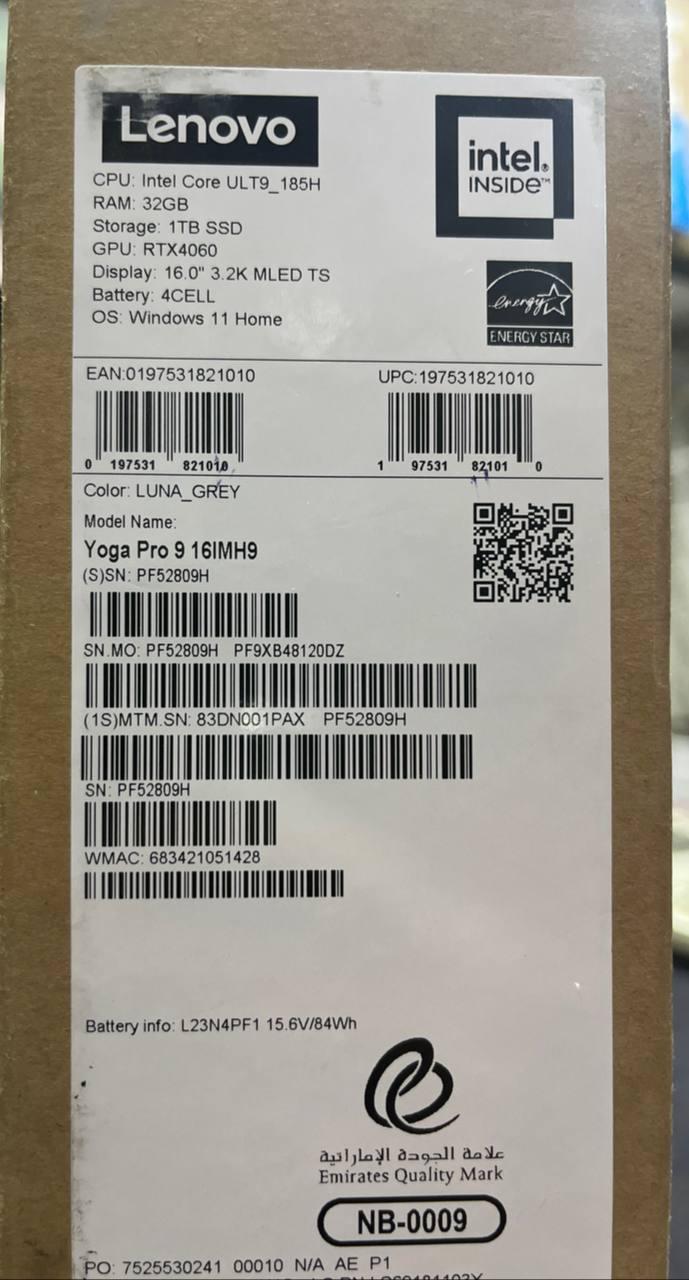 Lenovo
intel.
INSIDE™
CPU: Intel Core ULT9_185H
RAM: 32GB
Storage: 1TB SSD
GPU: RTX4060
Display: 16.0" 3.2K MLED TS
Battery: 4CELL
OS: Windows 11 Home
energy
ENERGY STAR
EAN:0197531821010
UPC:197531821010
0 197531 821010
1 97531 82101 0
Color: LUNA_GREY
Model Name:
Yoga Pro 9 16IMH9
(S)SN: PF52809H
SN.MO: PF52809H PF9XB48120DZ
(1S)MTM.SN: 83DN001PAX PF52809H
SN: PF52809H
WMAC: 683421051428
Battery info: L23N4PF1 15.6V/84Wh
علامة الجودة الإماراتية
Emirates Quality Mark
NB-0009
PO: 7525530241 00010 N/A AE P1